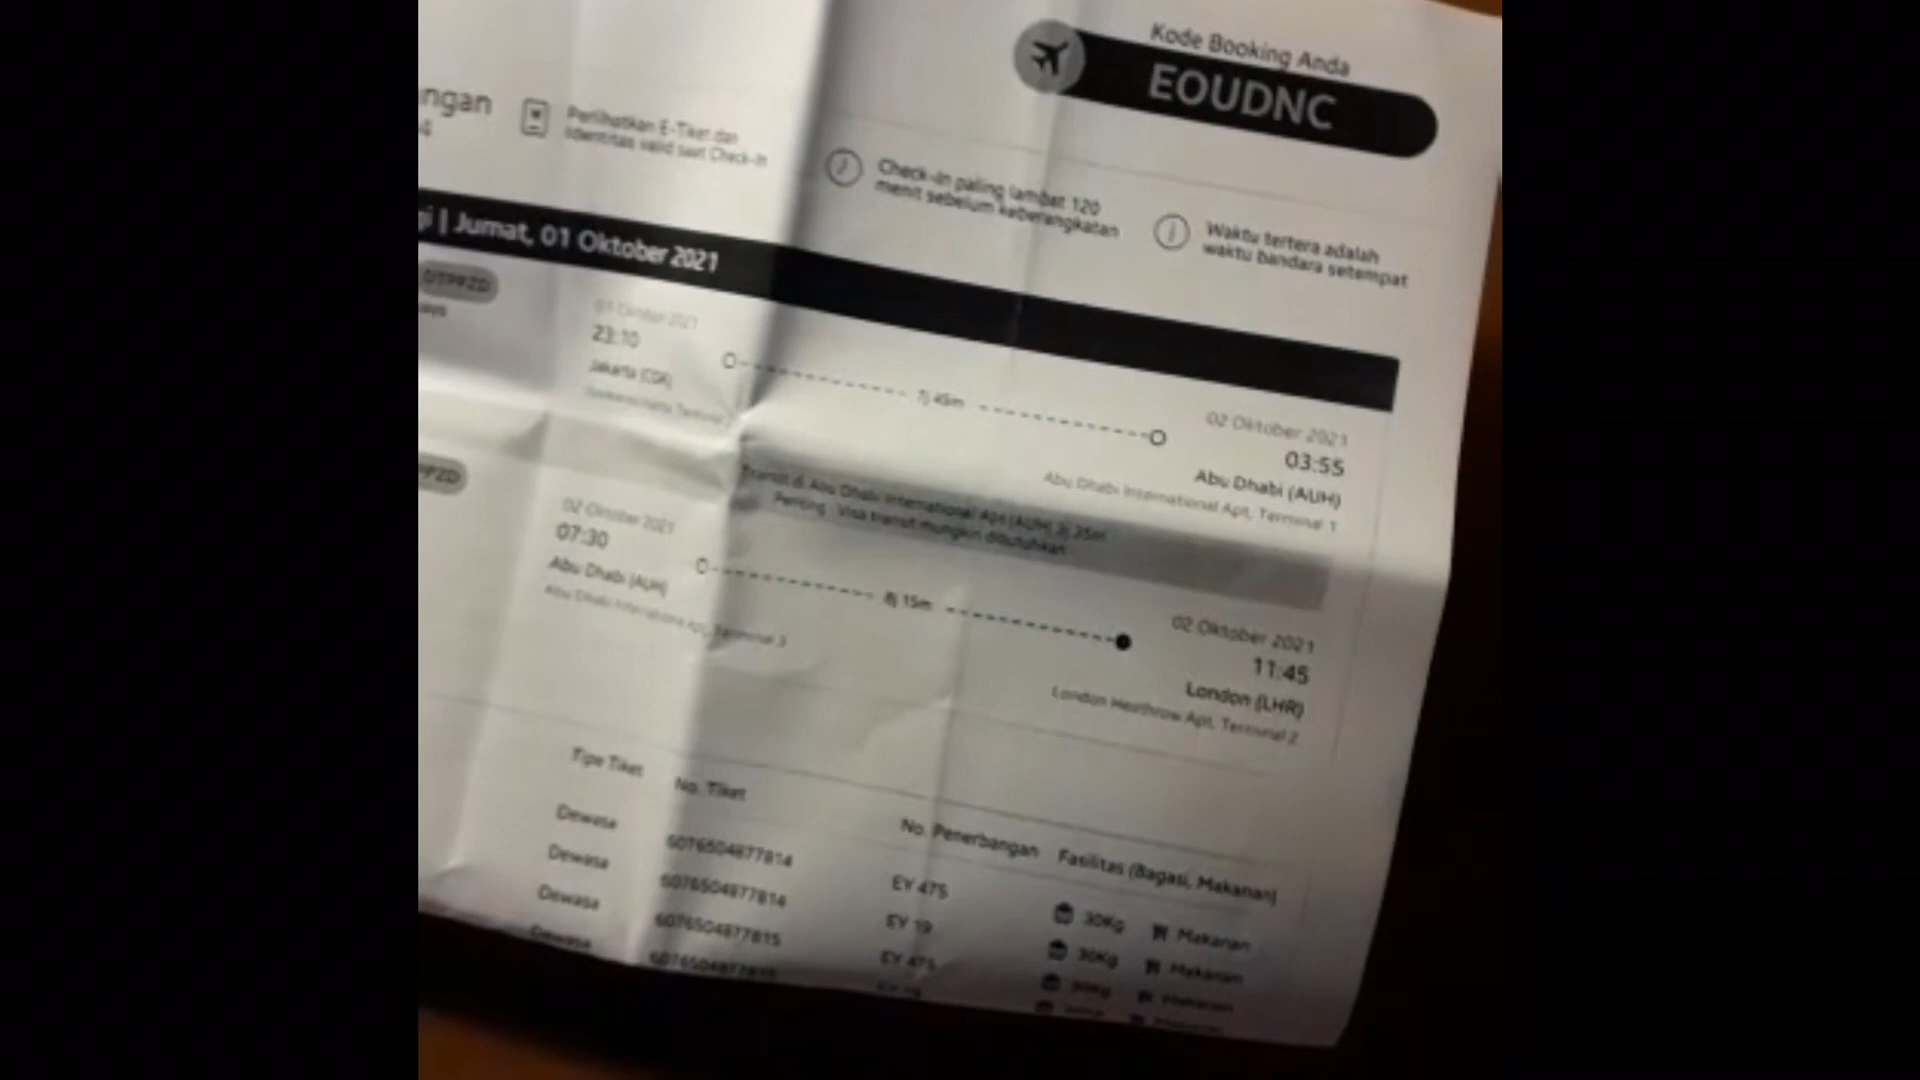 Kode Booking Anda
EOUDNC
ngan
Perlihatkan E-Tiket dan
Identitas valid saat Check-in
Check-in paling lambat 120
menit sebelum keberangkatan
Waktu tertera adalah
waktu bandara setempat
gi | Jumat, 01 Oktober 2021
01 Oktober 2021
23:10
Jakarta (CGK)
7j 45m
02 Oktober 2021
03:55
Abu Dhabi (AUH)
Abu Dhabi International Apt, Terminal 1
Transit di Abu Dhabi International Apt (AUH) 3j 35m
Penting : Visa transit mungkin dibutuhkan
02 Oktober 2021
07:30
Abu Dhabi (AUH)
Abu Dhabi International Apt, Terminal 3
8j 15m
02 Oktober 2021
11:45
London (LHR)
London Heathrow Apt, Terminal 2
Tipe Tiket No. Tiket No. Penerbangan Fasilitas (Bagasi, Makanan)
Dewasa 6076504877814 EY 475 30Kg Makanan
Dewasa 6076504877814 EY 19 30Kg Makanan
Dewasa 6076504877815 EY 475 30Kg Makanan
Dewasa